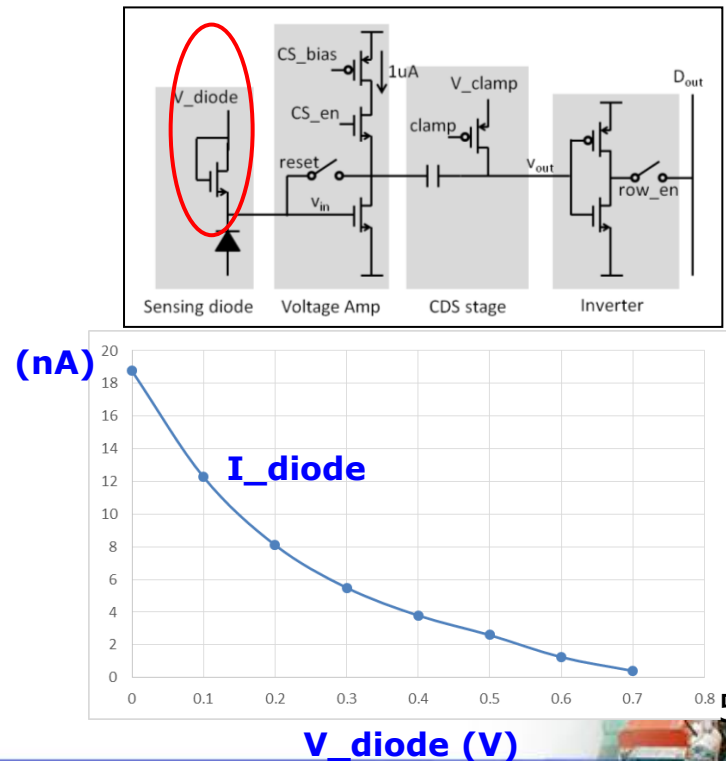 CS_bias
1uA
V_diode
V_clamp
D_out
CS_en
clamp
reset
V_out
row_en
V_in
Sensing diode Voltage Amp CDS stage Inverter
(nA)
20
18
16
14
12
10
8
6
4
2
0
I_diode
0 0.1 0.2 0.3 0.4 0.5 0.6 0.7 0.8
V_diode (V)